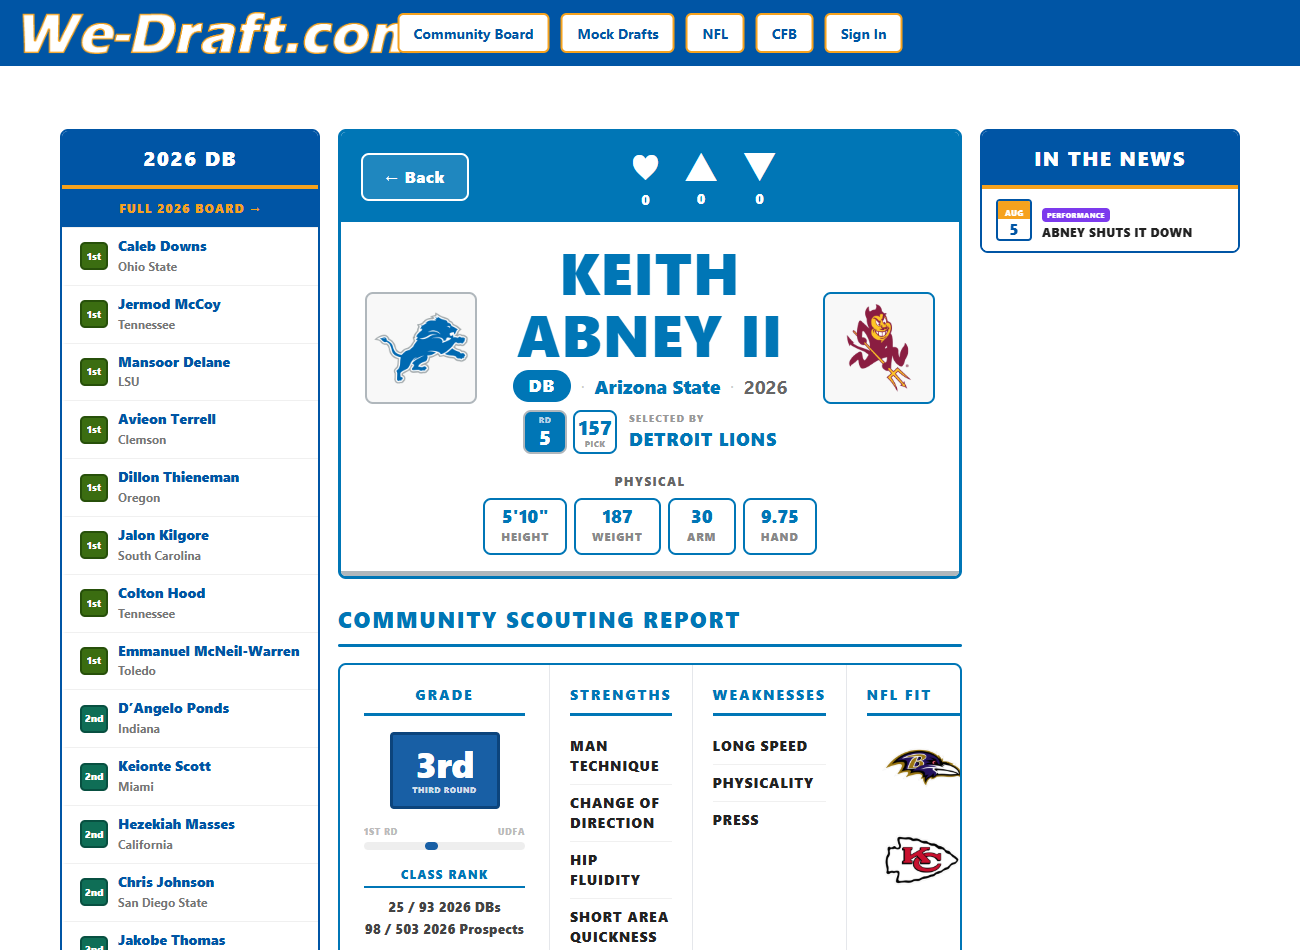 We-Draft.com
Community Board
Mock Drafts
NFL
CFB
Sign In
2026 DB
FULL 2026 BOARD →
1st
Caleb Downs
Ohio State
1st
Jermod McCoy
Tennessee
1st
Mansoor Delane
LSU
1st
Avieon Terrell
Clemson
1st
Dillon Thieneman
Oregon
1st
Jalon Kilgore
South Carolina
1st
Colton Hood
Tennessee
1st
Emmanuel McNeil-Warren
Toledo
2nd
D'Angelo Ponds
Indiana
2nd
Keionte Scott
Miami
2nd
Hezekiah Masses
California
2nd
Chris Johnson
San Diego State
2nd
Jakobe Thomas
← Back
0
0
0
KEITH
ABNEY II
DB · Arizona State · 2026
RD
5
157
PICK
SELECTED BY
DETROIT LIONS
PHYSICAL
5'10"
HEIGHT
187
WEIGHT
30
ARM
9.75
HAND
COMMUNITY SCOUTING REPORT
GRADE
3rd
THIRD ROUND
1ST RD
UDFA
CLASS RANK
25 / 93 2026 DBs
98 / 503 2026 Prospects
STRENGTHS
MAN
TECHNIQUE
CHANGE OF
DIRECTION
HIP
FLUIDITY
SHORT AREA
QUICKNESS
WEAKNESSES
LONG SPEED
PHYSICALITY
PRESS
NFL FIT
B
KC
IN THE NEWS
AUG
5
PERFORMANCE
ABNEY SHUTS IT DOWN